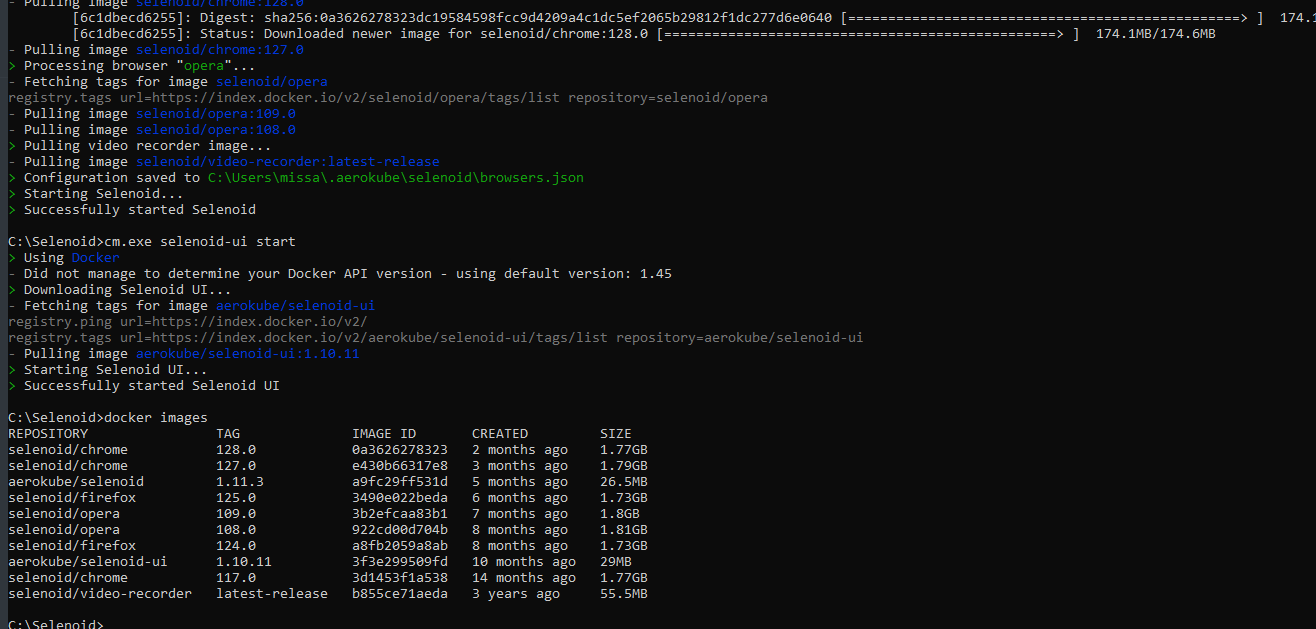 - Pulling image selenoid/chrome:128.0
[6c1dbecd6255]: Digest: sha256:0a3626278323dc19584598fcc9d4209a4c1dc5ef2065b29812f1dc277d6e0640 [=================================================> ] 174.1
[6c1dbecd6255]: Status: Downloaded newer image for selenoid/chrome:128.0 [=================================================> ] 174.1MB/174.6MB
- Pulling image selenoid/chrome:127.0
> Processing browser "opera"...
- Fetching tags for image selenoid/opera
registry.tags url=https://index.docker.io/v2/selenoid/opera/tags/list repository=selenoid/opera
- Pulling image selenoid/opera:109.0
- Pulling image selenoid/opera:108.0
> Pulling video recorder image...
- Pulling image selenoid/video-recorder:latest-release
> Configuration saved to C:\Users\missa\.aerokube\selenoid\browsers.json
> Starting Selenoid...
> Successfully started Selenoid
C:\Selenoid>cm.exe selenoid-ui start
> Using Docker
- Did not manage to determine your Docker API version - using default version: 1.45
> Downloading Selenoid UI...
- Fetching tags for image aerokube/selenoid-ui
registry.ping url=https://index.docker.io/v2/
registry.tags url=https://index.docker.io/v2/aerokube/selenoid-ui/tags/list repository=aerokube/selenoid-ui
- Pulling image aerokube/selenoid-ui:1.10.11
> Starting Selenoid UI...
> Successfully started Selenoid UI
C:\Selenoid>docker images
REPOSITORY TAG IMAGE ID CREATED SIZE
selenoid/chrome 128.0 0a3626278323 2 months ago 1.77GB
selenoid/chrome 127.0 e430b66317e8 3 months ago 1.79GB
aerokube/selenoid 1.11.3 a9fc29ff531d 5 months ago 26.5MB
selenoid/firefox 125.0 3490e022beda 6 months ago 1.73GB
selenoid/opera 109.0 3b2efcaa83b1 7 months ago 1.8GB
selenoid/opera 108.0 922cd00d704b 8 months ago 1.81GB
selenoid/firefox 124.0 a8fb2059a8ab 8 months ago 1.73GB
aerokube/selenoid-ui 1.10.11 3f3e299509fd 10 months ago 29MB
selenoid/chrome 117.0 3d1453f1a538 14 months ago 1.77GB
selenoid/video-recorder latest-release b855ce71aeda 3 years ago 55.5MB
C:\Selenoid>